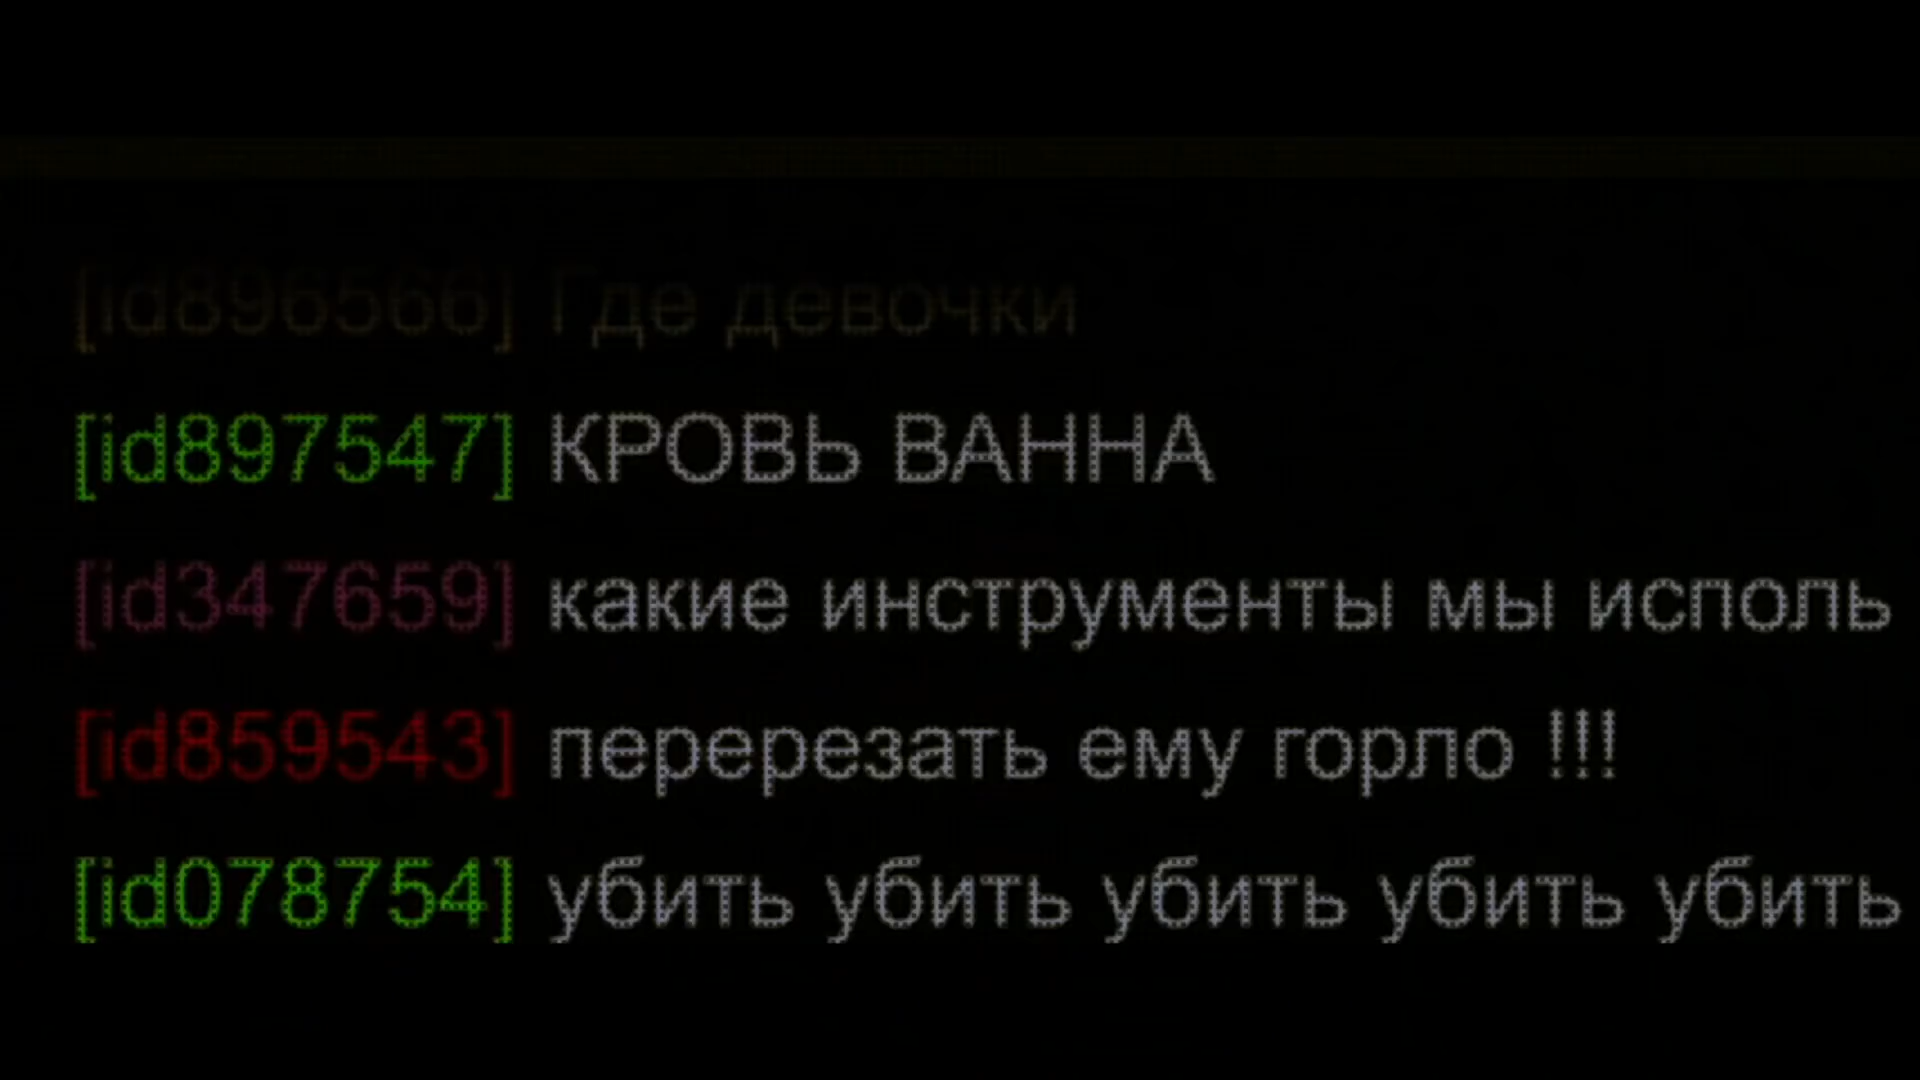 [id896566] Где девочки
[id897547] КРОВЬ ВАННА
[id347659] какие инструменты мы исполь
[id859543] перерезать ему горло !!!
[id078754] убить убить убить убить убить